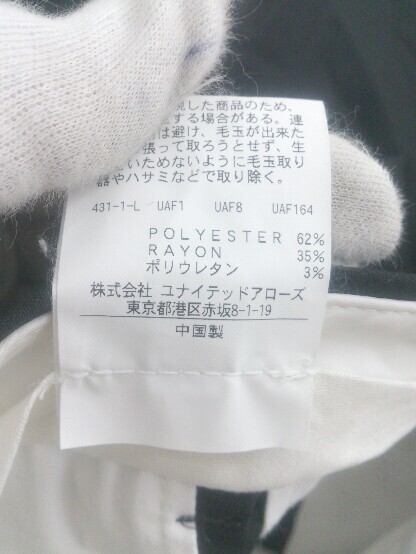 した商品のため、
する場合がある。連
は避け、毛玉が出来た
張って取ろうとせず、生
いためないように毛玉取り
器やハサミなどで取り除く。
431-1-L UAF1 UAF8 UAF164
POLYESTER 62%
RAYON 35%
ポリウレタン 3%
株式会社 ユナイテッドアローズ
東京都港区赤坂8-1-19
中国製